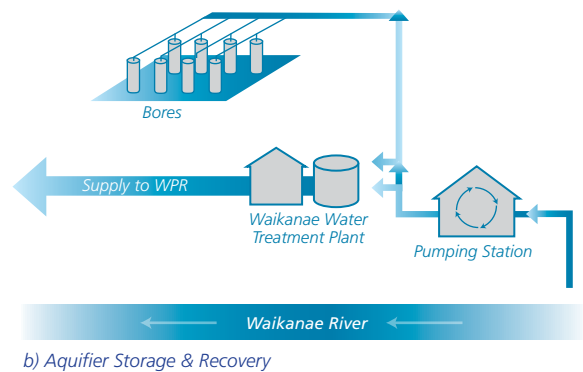 Bores
Supply to WPR
Waikanae Water
Treatment Plant
Pumping Station
Waikanae River
b) Aquifier Storage & Recovery